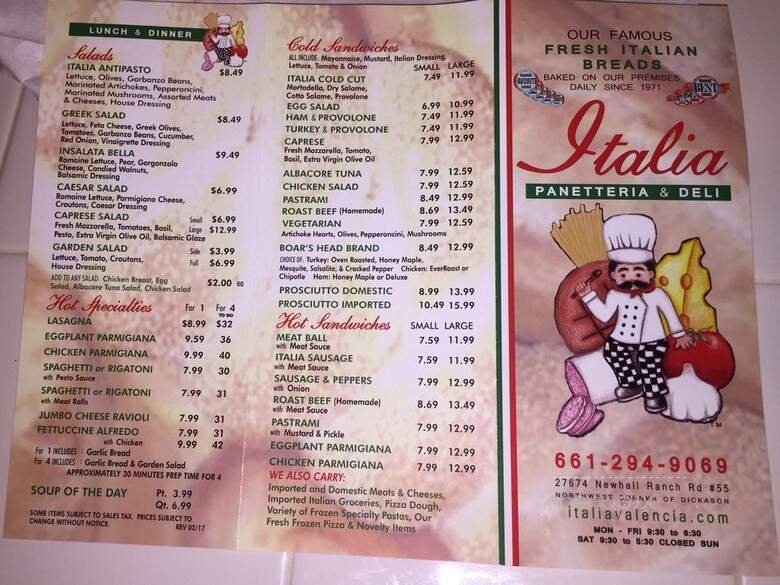 LUNCH & DINNER
Salads
ITALIA ANTIPASTO $8.49
Lettuce, Olives, Garbanzo Beans,
Marinated Artichokes, Pepperoncini,
Marinated Mushrooms, Assorted Meats
& Cheeses, House Dressing
GREEK SALAD $8.49
Lettuce, Feta Cheese, Greek Olives,
Tomatoes, Garbanzo Beans, Cucumber,
Red Onion, Vinaigrette Dressing
INSALATA BELLA $9.49
Romaine Lettuce, Pear, Gorgonzola
Cheese, Candied Walnuts,
Balsamic Dressing
CAESAR SALAD $6.99
Romaine Lettuce, Parmigiano Cheese,
Croutons, Caesar Dressing
CAPRESE SALAD Small $6.99
Fresh Mozzarella, Tomatoes, Basil, Large $12.99
Pesto, Extra Virgin Olive Oil, Balsamic Glaze
GARDEN SALAD Side $3.99
Lettuce, Tomato, Croutons, Full $6.99
House Dressing
ADD TO ANY SALAD: Chicken Breast, Egg
Salad, Albacore Tuna Salad, Chicken Salad $2.00 ea
Hot Specialties For 1 For 4
TO GO
LASAGNA $8.99 $32
EGGPLANT PARMIGIANA 9.59 36
CHICKEN PARMIGIANA 9.99 40
SPAGHETTI or RIGATONI 7.99 30
with Pesto Sauce
SPAGHETTI or RIGATONI 7.99 31
with Meat Balls
JUMBO CHEESE RAVIOLI 7.99 31
FETTUCCINE ALFREDO 7.99 31
with Chicken 9.99 42
For 1 INCLUDES : Garlic Bread
For 4 INCLUDES : Garlic Bread & Garden Salad
APPROXIMATELY 30 MINUTES PREP TIME FOR 4
SOUP OF THE DAY Pt. 3.99
Qt. 6.99
SOME ITEMS SUBJECT TO SALES TAX. PRICES SUBJECT TO
CHANGE WITHOUT NOTICE. REV 02/17
Cold Sandwiches
ALL INCLUDE: Mayonnaise, Mustard, Italian Dressing,
Lettuce, Tomato & Onion SMALL LARGE
ITALIA COLD CUT 7.49 11.99
Mortadella, Dry Salame,
Cotto Salame, Provolone
EGG SALAD 6.99 10.99
HAM & PROVOLONE 7.49 11.99
TURKEY & PROVOLONE 7.49 11.99
CAPRESE 7.99 12.99
Fresh Mozzarella, Tomato,
Basil, Extra Virgin Olive Oil
ALBACORE TUNA 7.99 12.59
CHICKEN SALAD 7.99 12.59
PASTRAMI 8.49 12.99
ROAST BEEF (Homemade) 8.69 13.49
VEGETARIAN 7.99 12.59
Artichoke Hearts, Olives, Pepperoncini, Mushrooms
BOAR'S HEAD BRAND 8.49 12.99
CHOICE OF: Turkey: Oven Roasted, Honey Maple,
Mesquite, Salsalito, & Cracked Pepper Chicken: EverRoast or
Chipotle Ham: Honey Maple or Deluxe
PROSCIUTTO DOMESTIC 8.99 13.99
PROSCIUTTO IMPORTED 10.49 15.99
Hot Sandwiches SMALL LARGE
MEAT BALL 7.59 11.99
with Meat Sauce
ITALIA SAUSAGE 7.59 11.99
with Meat Sauce
SAUSAGE & PEPPERS 7.99 12.99
with Onion
ROAST BEEF (Homemade) 8.69 13.49
with Meat Sauce
PASTRAMI 7.99 12.99
with Mustard & Pickle
EGGPLANT PARMIGIANA 7.99 12.99
CHICKEN PARMIGIANA 7.99 12.99
WE ALSO CARRY:
Imported and Domestic Meats & Cheeses,
Imported Italian Groceries, Pizza Dough,
Variety of Frozen Specialty Pastas, Our
Fresh Frozen Pizza & Novelty Items
OUR FAMOUS
FRESH ITALIAN
BREADS
BAKED ON OUR PREMISES
DAILY SINCE 1971
FAVORITE
BEST
Italia
PANETTERIA & DELI
TM
661-294-9069
27674 Newhall Ranch Rd #55
NORTHWEST CORNER OF DICKASON
italiavalencia.com
MON - FRI 9:30 to 6:30
SAT 9:30 to 5:30 CLOSED SUN